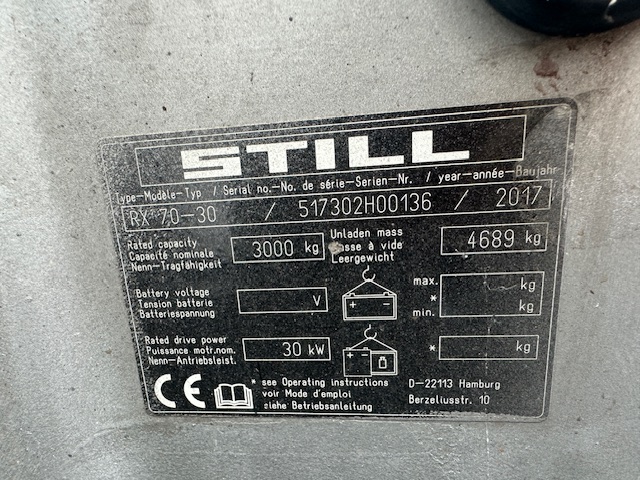 STILL
Type-Modèle-Typ / Serial no.-No. de série-Serien-Nr. / year-année-Baujahr
RX 70-30 / 517302H00136 / 2017
Rated capacity
Capacité nominale
Nenn-Tragfähigkeit
3000 kg
Unladen mass
Masse à vide
Leergewicht
4689 kg
Battery voltage
Tension batterie
Batteriespannung
V
max.
*
min.
kg
kg
Rated drive power
Puissance motr.nom.
Nenn-Antriebsleist.
30 kW
* kg
CE
* see Operating instructions
voir Mode d'emploi
siehe Betriebsanleitung
D-22113 Hamburg
Berzeliusstr. 10